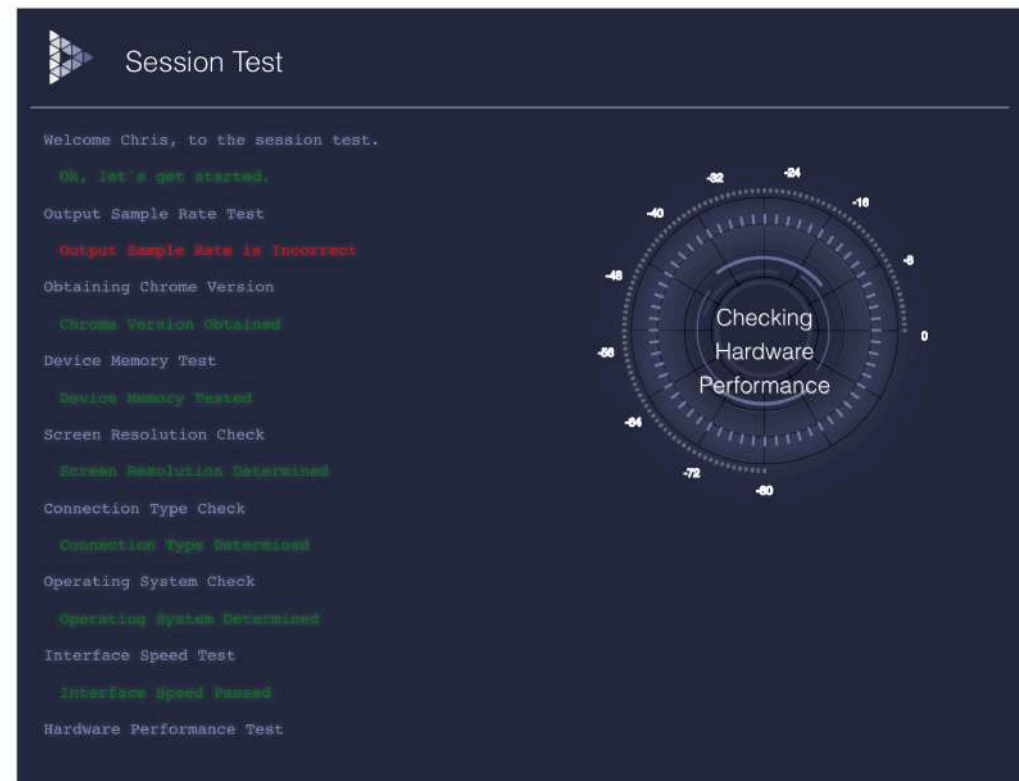 Session Test
Welcome Chris, to the session test.
Ok, let's get started.
Output Sample Rate Test
Output Sample Rate is Incorrect
Obtaining Chrome Version
Chrome Version Obtained
Device Memory Test
Device Memory Tested
Screen Resolution Check
Screen Resolution Determined
Connection Type Check
Connection Type Determined
Operating System Check
Operating System Determined
Interface Speed Test
Interface Speed Passed
Hardware Performance Test
-24
-32
-16
-40
-8
-48
0
Checking
Hardware
Performance
-56
-64
-72
-80